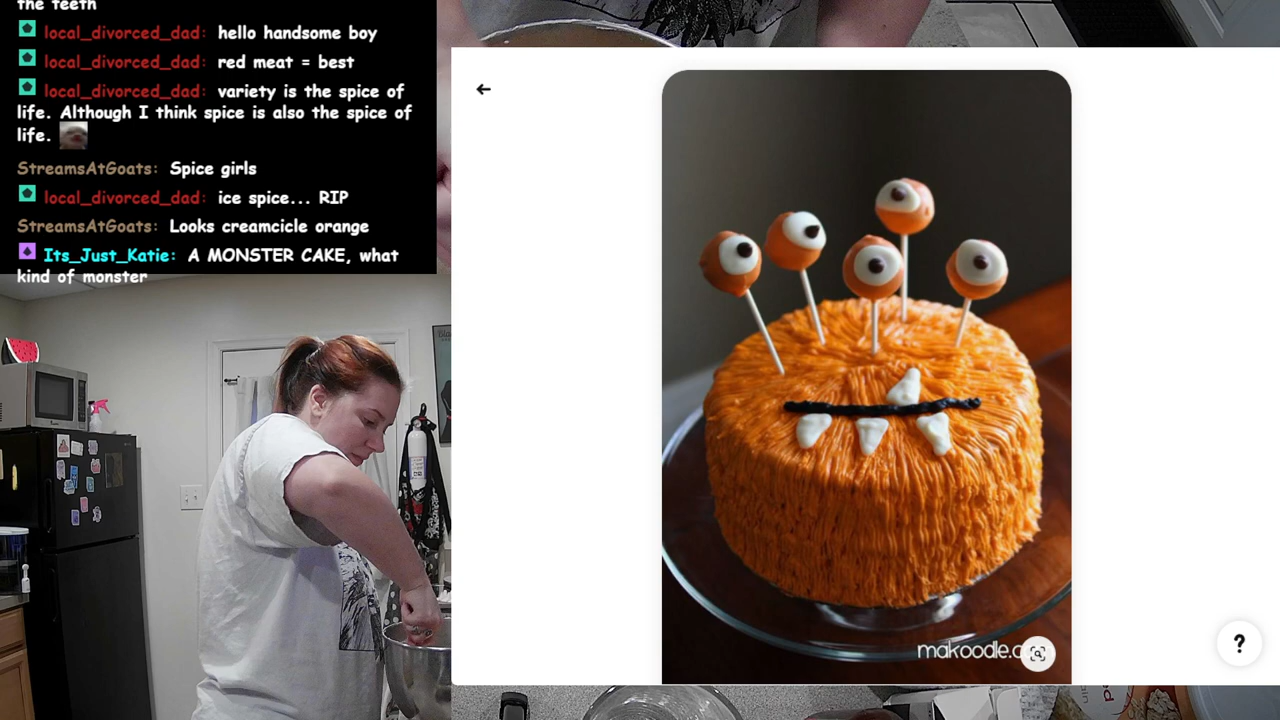 the teeth
local_divorced_dad: hello handsome boy
local_divorced_dad: red meat = best
local_divorced_dad: variety is the spice of
life. Although I think spice is also the spice of
life.
StreamsAtGoats: Spice girls
local_divorced_dad: ice spice... RIP
StreamsAtGoats: Looks creamcicle orange
Its_Just_Katie: A MONSTER CAKE, what
kind of monster
makoodle.c
?